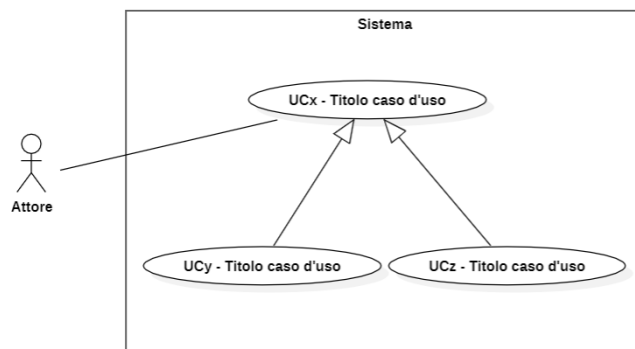 Sistema
UCx - Titolo caso d'uso
Attore
UCy - Titolo caso d'uso
UCz - Titolo caso d'uso